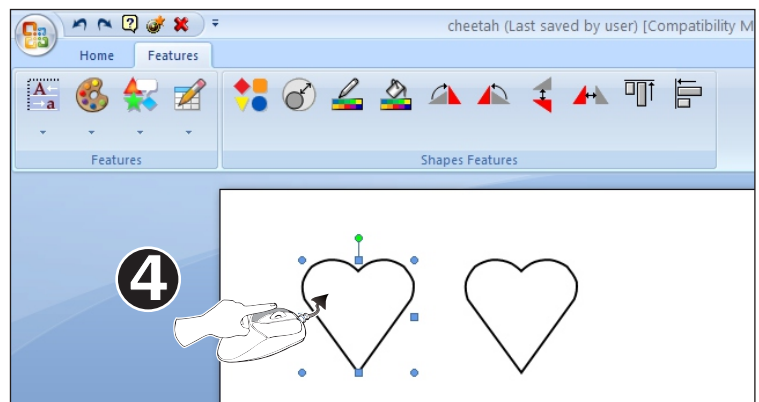 cheetah (Last saved by user) [Compatibility M
Home Features
A
a
Features Shapes Features
4